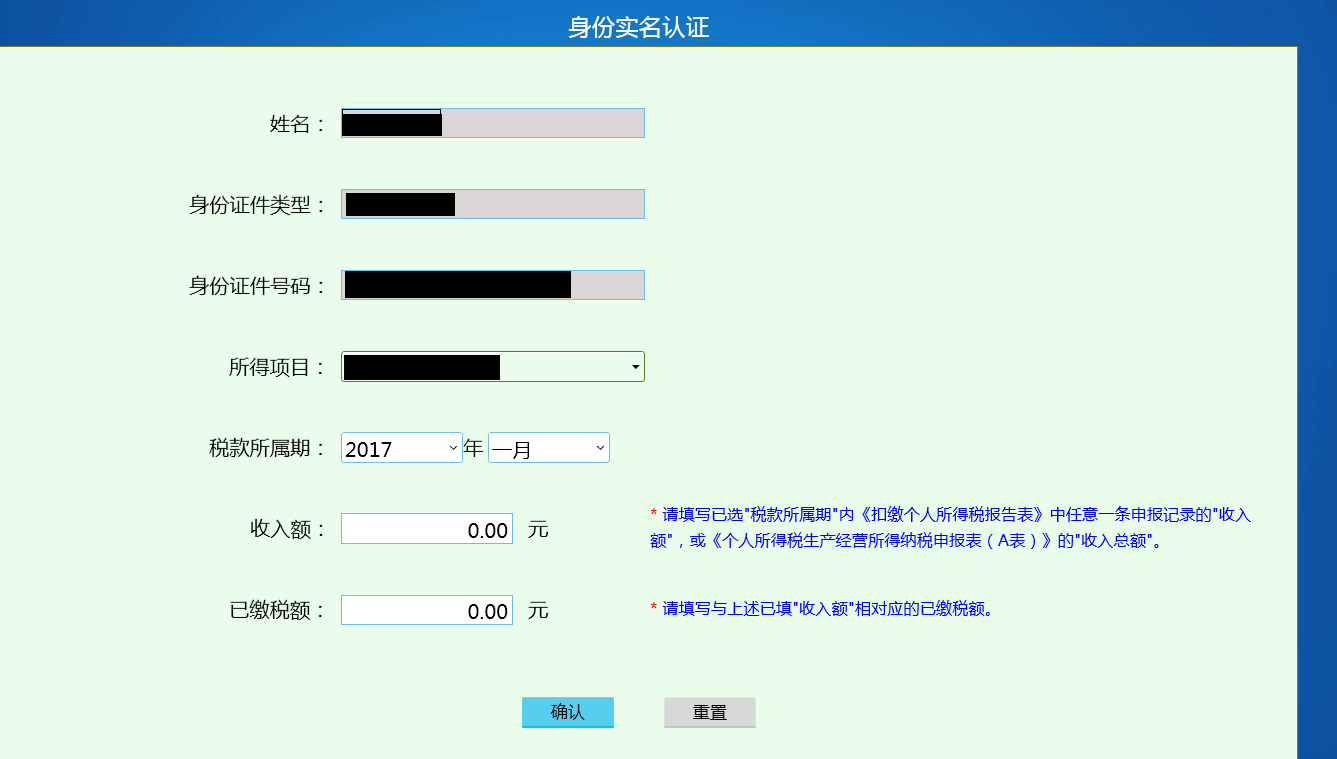 身份实名认证
姓名：
身份证件类型：
身份证件号码：
所得项目：
税款所属期： 2017 年 一月
收入额： 0.00 元
* 请填写已选"税款所属期"内《扣缴个人所得税报告表》中任意一条申报记录的"收入
额"，或《个人所得税生产经营所得纳税申报表（A表）》的"收入总额"。
已缴税额： 0.00 元
* 请填写与上述已填"收入额"相对应的已缴税额。
确认 重置